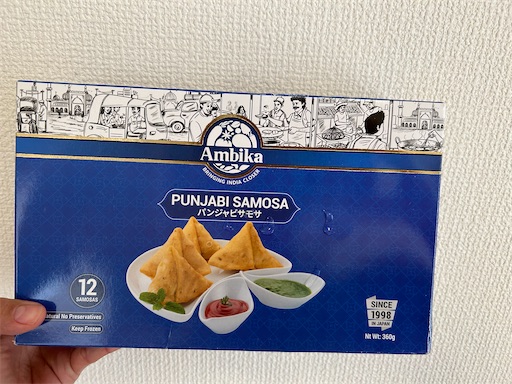 Ambika
BRINGING INDIA CLOSER
PUNJABI SAMOSA
パンジャビサモサ
12
SAMOSAS
Natural No Preservatives
Keep Frozen
SINCE
1998
IN JAPAN
Nt Wt: 360g